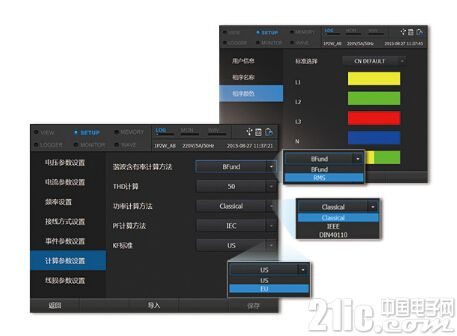 VIEW SETUP MEMORY LOG MON WAV
LOGGER MONITOR WAVE 1P2W_AB 220V/5A/50Hz 2015-08-27 11:37:45
用户信息
相序名称
相序颜色
标准选择 CN DEFAULT
L1
L2
L3
N
VIEW SETUP MEMORY LOG MON WAV
LOGGER MONITOR WAVE 1P2W_AB 220V/5A/50Hz 2015-08-27 11:37:21
电压参数设置
电流参数设置
频率设置
接线方式设置
事件参数设置
计算参数设置
线损参数设置
谐波含有率计算方法 BFund
THD计算 50
功率计算方法 Classical
PF计算方法 IEC
KF标准 US
返回 导入 保存
BFund
BFund
RMS
Classical
Classical
IEEE
DIN40110
US
US
EU
21ic中国电子网
21ic.com